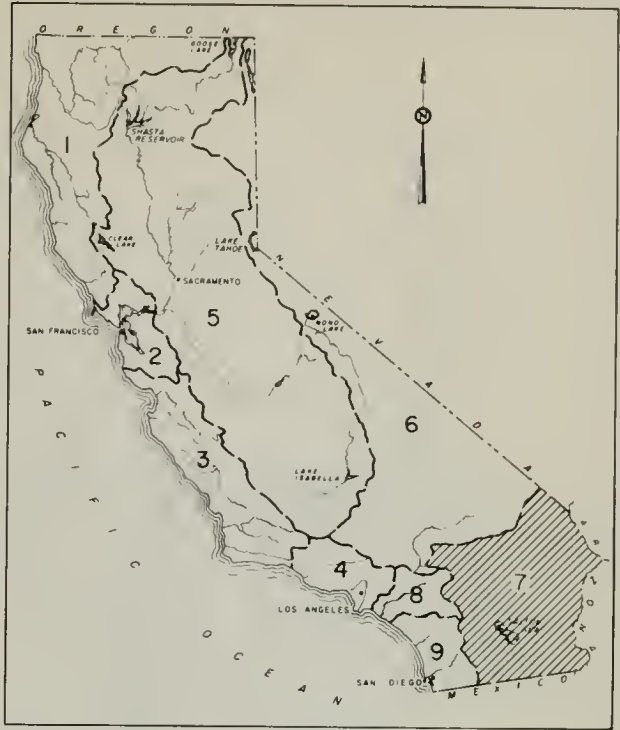 OREGON
GOOSE LAKE
N
SHASTA RESERVOIR
1
CLEAR LAKE
LAKE TAHOE
SACRAMENTO
NEVADA
5
MONO LAKE
SAN FRANCISCO
2
6
PACIFIC
3
LAKE ISABELLA
ARIZONA
4
7
8
LOS ANGELES
OCEAN
9
SAN DIEGO
MEXICO